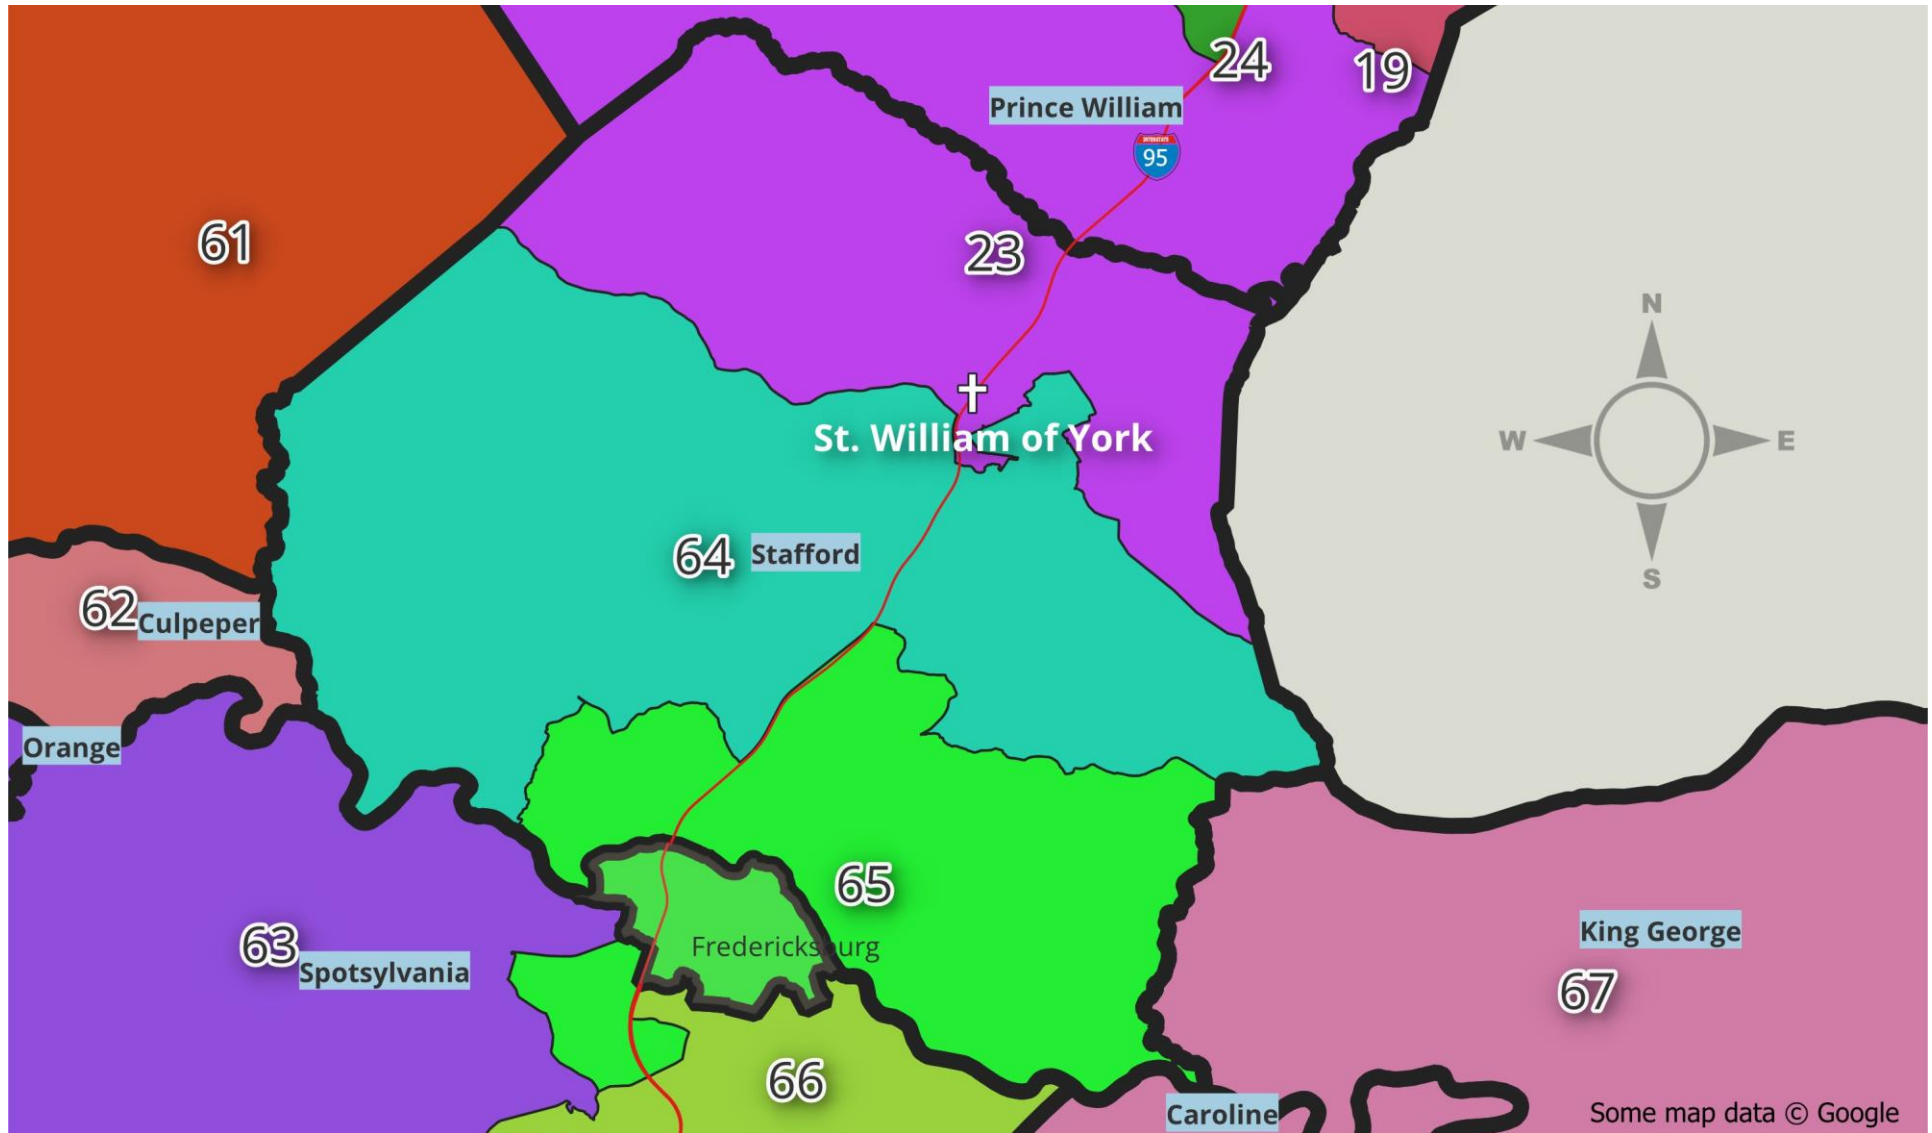 24
19
Prince William
INTERSTATE
95
61
23
N
St. William of York
W
E
64
Stafford
S
62
Culpeper
Orange
65
63
Spotsylvania
Fredericksburg
King George
67
66
Caroline
Some map data © Google